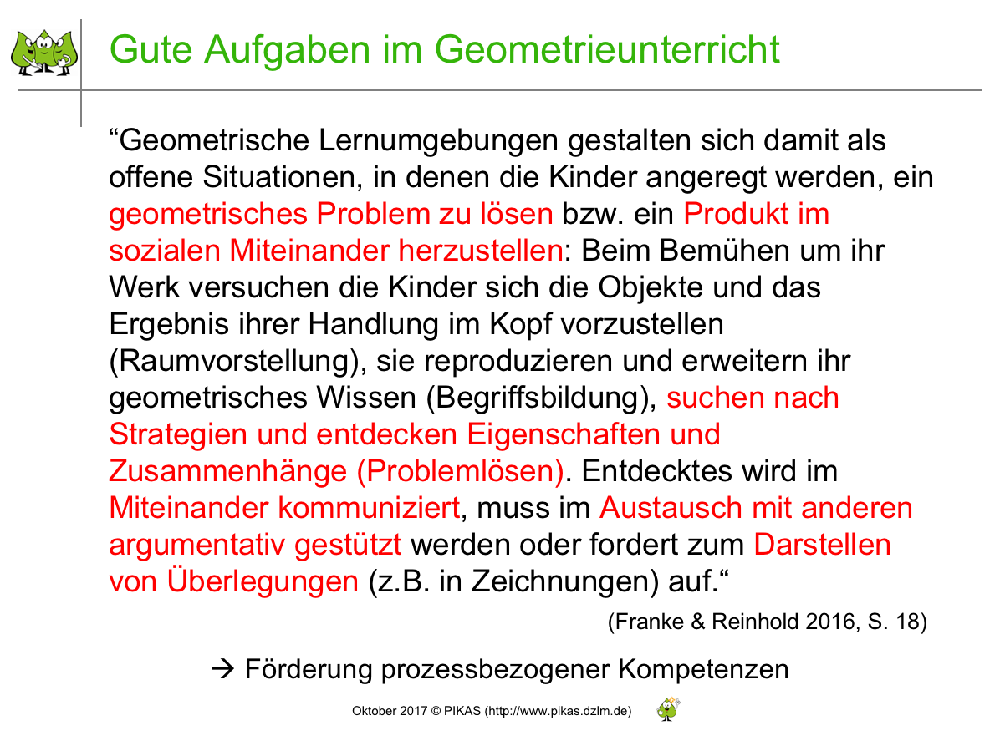 Gute Aufgaben im Geometrieunterricht
“Geometrische Lernumgebungen gestalten sich damit als
offene Situationen, in denen die Kinder angeregt werden, ein
geometrisches Problem zu lösen bzw. ein Produkt im
sozialen Miteinander herzustellen: Beim Bemühen um ihr
Werk versuchen die Kinder sich die Objekte und das
Ergebnis ihrer Handlung im Kopf vorzustellen
(Raumvorstellung), sie reproduzieren und erweitern ihr
geometrisches Wissen (Begriffsbildung), suchen nach
Strategien und entdecken Eigenschaften und
Zusammenhänge (Problemlösen). Entdecktes wird im
Miteinander kommuniziert, muss im Austausch mit anderen
argumentativ gestützt werden oder fordert zum Darstellen
von Überlegungen (z.B. in Zeichnungen) auf.“
(Franke & Reinhold 2016, S. 18)
→ Förderung prozessbezogener Kompetenzen
Oktober 2017 © PIKAS (http://www.pikas.dzlm.de)